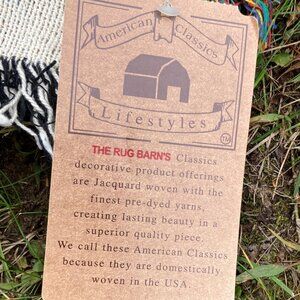 American Classics
Lifestyles
TM
THE RUG BARN'S Classics
decorative product offerings
are Jacquard woven with the
finest pre-dyed yarns,
creating lasting beauty in a
superior quality piece.
We call these American Classics
because they are domestically
woven in the USA.